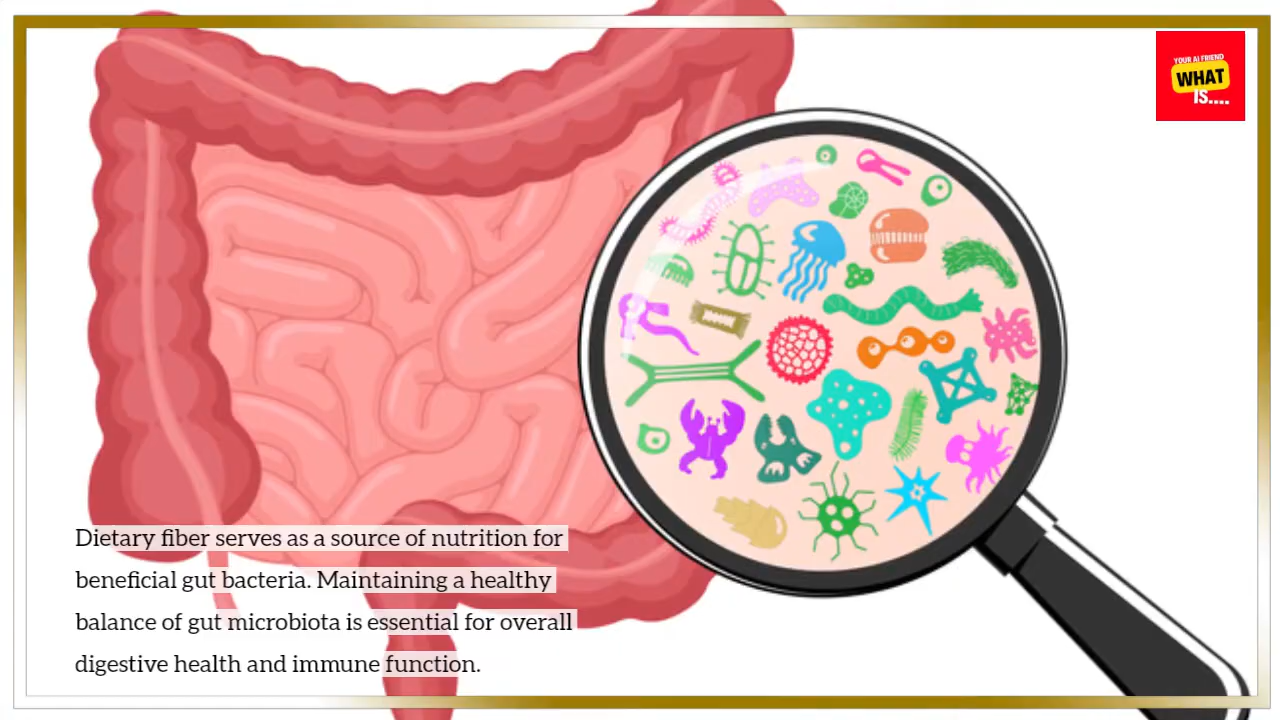 YOUR AI FRIEND
WHAT
IS....
Dietary fiber serves as a source of nutrition for
beneficial gut bacteria. Maintaining a healthy
balance of gut microbiota is essential for overall
digestive health and immune function.